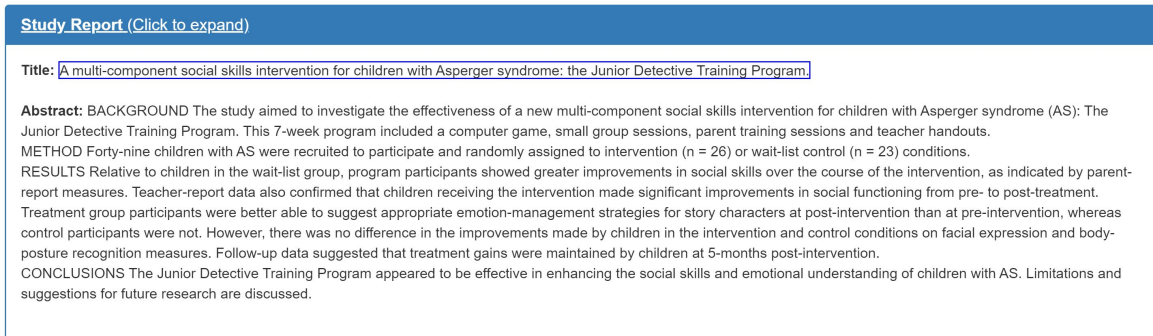 Study Report (Click to expand)
Title: A multi-component social skills intervention for children with Asperger syndrome: the Junior Detective Training Program.
Abstract: BACKGROUND The study aimed to investigate the effectiveness of a new multi-component social skills intervention for children with Asperger syndrome (AS): The
Junior Detective Training Program. This 7-week program included a computer game, small group sessions, parent training sessions and teacher handouts.
METHOD Forty-nine children with AS were recruited to participate and randomly assigned to intervention (n = 26) or wait-list control (n = 23) conditions.
RESULTS Relative to children in the wait-list group, program participants showed greater improvements in social skills over the course of the intervention, as indicated by parent-
report measures. Teacher-report data also confirmed that children receiving the intervention made significant improvements in social functioning from pre- to post-treatment.
Treatment group participants were better able to suggest appropriate emotion-management strategies for story characters at post-intervention than at pre-intervention, whereas
control participants were not. However, there was no difference in the improvements made by children in the intervention and control conditions on facial expression and body-
posture recognition measures. Follow-up data suggested that treatment gains were maintained by children at 5-months post-intervention.
CONCLUSIONS The Junior Detective Training Program appeared to be effective in enhancing the social skills and emotional understanding of children with AS. Limitations and
suggestions for future research are discussed.